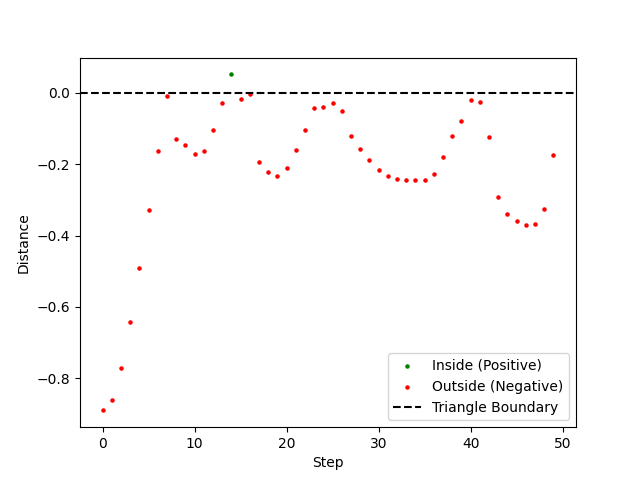 0.0
−0.2
−0.4
−0.6
−0.8
Distance
0 10 20 30 40 50
Step
Inside (Positive)
Outside (Negative)
Triangle Boundary